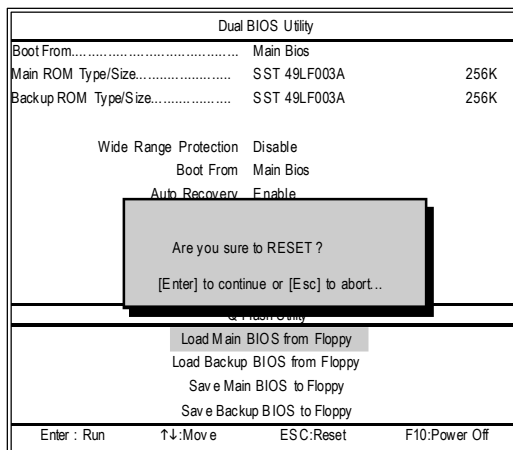 Dual BIOS Utility
Boot From........................................ Main Bios
Main ROM Type/Size...................... SST 49LF003A 256K
Backup ROM Type/Size................... SST 49LF003A 256K
Wide Range Protection Disable
Boot From Main Bios
Auto Recovery Enable
Are you sure to RESET ?
[Enter] to continue or [Esc] to abort...
Q-Flash Utility
Load Main BIOS from Floppy
Load Backup BIOS from Floppy
Save Main BIOS to Floppy
Save Backup BIOS to Floppy
Enter : Run ↑↓:Move ESC:Reset F10:Power Off